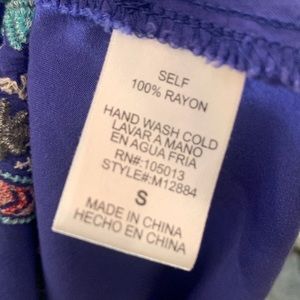 SELF
100% RAYON
HAND WASH COLD
LAVAR A MANO
EN AGUA FRIA
RN#:105013
STYLE#:M12884
S
MADE IN CHINA
HECHO EN CHINA